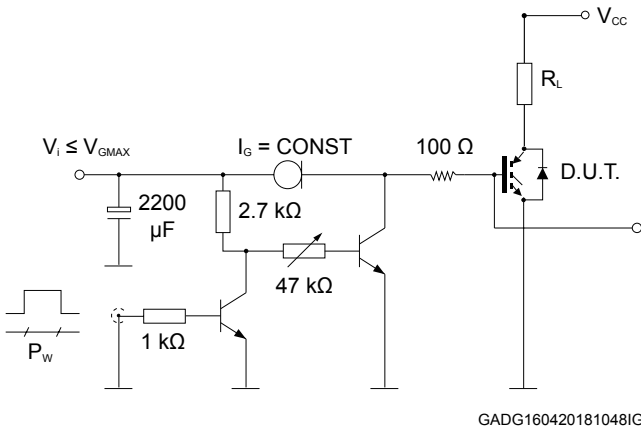 V_CC
R_L
V_i ≤ V_GMAX
I_G = CONST
100 Ω
D.U.T.
2200
μF
2.7 kΩ
47 kΩ
1 kΩ
P_W
GADG160420181048IG